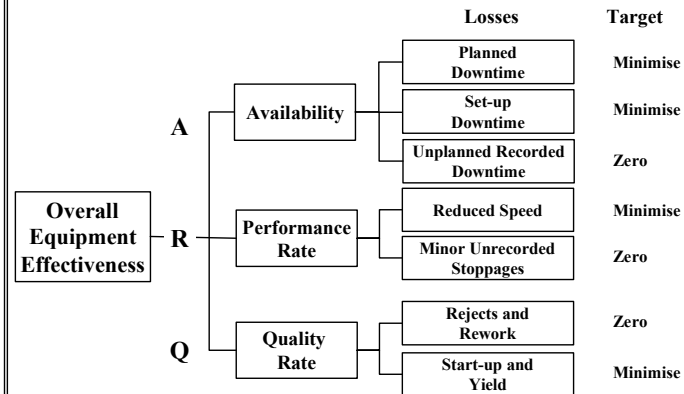 Losses Target
Planned
Downtime
Minimise
Availability
A
Set-up
Downtime
Minimise
Unplanned Recorded
Downtime
Zero
Overall
Equipment
Effectiveness
R
Performance
Rate
Reduced Speed
Minimise
Minor Unrecorded
Stoppages
Zero
Q
Quality
Rate
Rejects and
Rework
Zero
Start-up and
Yield
Minimise